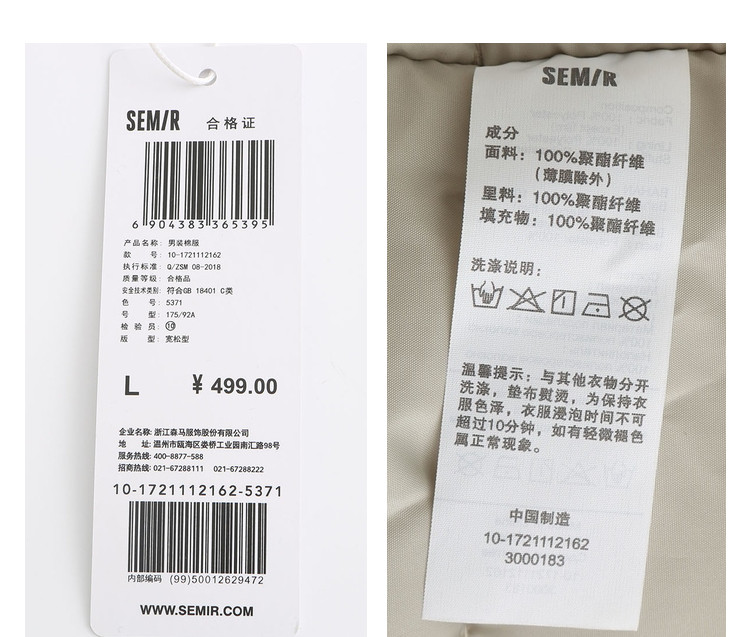 SEMIR 合格证
6 904383 365395
产品名称: 男装棉服
款 号: 10-1721112162
执行标准: Q/ZSM 08-2018
质量等级: 合格品
安全技术类别: 符合GB 18401 C类
色 号: 5371
号 型: 175/92A
检 验 员: ⑩
版 型: 宽松型
L ¥ 499.00
企业名称: 浙江森马服饰股份有限公司
地 址: 温州市瓯海区娄桥工业园南汇路98号
服务热线: 400-8877-588
招商热线: 021-67288111 021-67288222
10-1721112162-5371
内部编码 (99)50012629472
WWW.SEMIR.COM
SEMIR
成分
面料: 100%聚酯纤维
(薄膜除外)
里料: 100%聚酯纤维
填充物: 100%聚酯纤维
洗涤说明:
温馨提示: 与其他衣物分开
洗涤, 垫布熨烫, 为保持衣
服色泽, 衣服浸泡时间不可
超过10分钟, 如有轻微褪色
属正常现象。
中国制造
10-1721112162
3000183